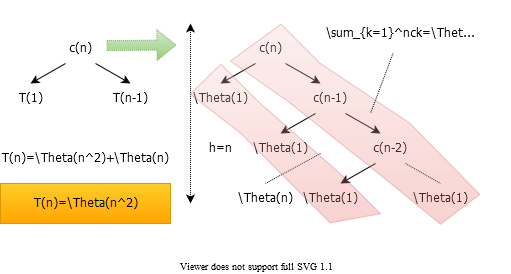 c(n)
T(1)
T(n-1)
T(n)=\Theta(n^2)+\Theta(n)
T(n)=\Theta(n^2)
h=n
\sum_{k=1}^nck=\Thet...
c(n)
\Theta(1)
c(n-1)
\Theta(1)
c(n-2)
\Theta(n)
\Theta(1)
\Theta(1)
Viewer does not support full SVG 1.1